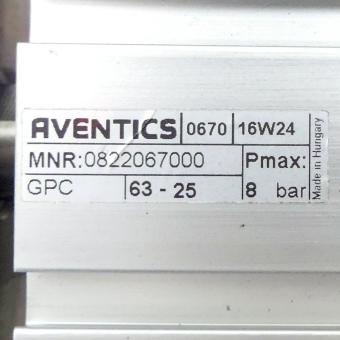 AVENTICS 0670 16W24
MNR:0822067000 Pmax:
GPC 63 - 25 8 bar
Made in Hungary